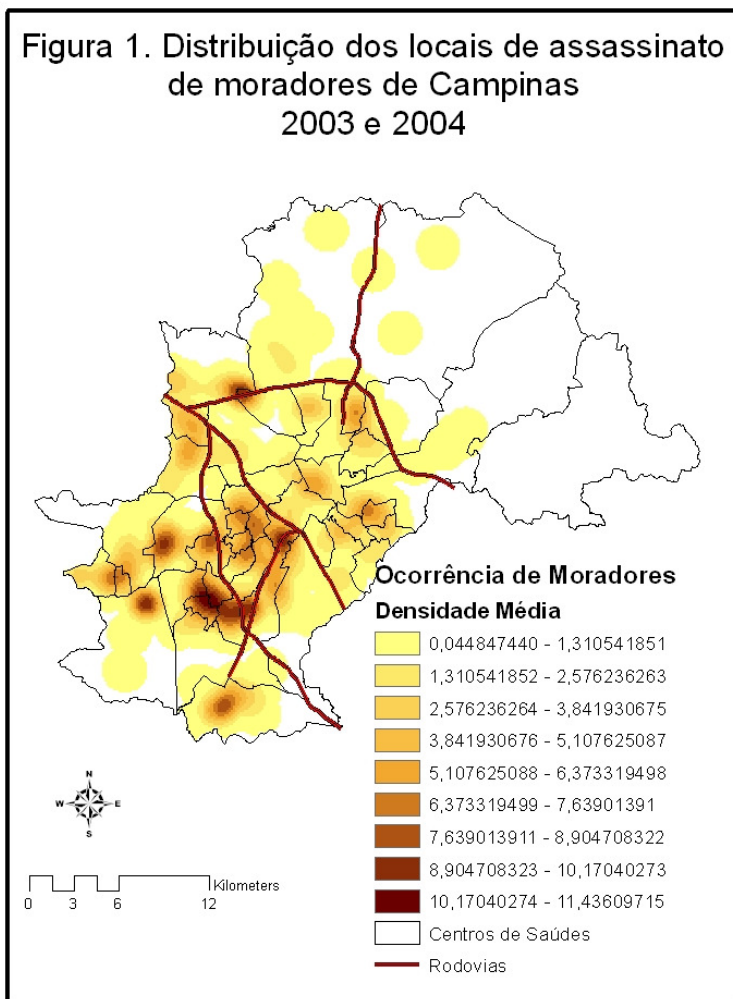 Figura 1. Distribuição dos locais de assassinato
de moradores de Campinas
2003 e 2004
Ocorrência de Moradores
Densidade Média
0,044847440 - 1,310541851
1,310541852 - 2,576236263
2,576236264 - 3,841930675
3,841930676 - 5,107625087
5,107625088 - 6,373319498
6,373319499 - 7,63901391
7,639013911 - 8,904708322
8,904708323 - 10,17040273
10,17040274 - 11,43609715
Centros de Saúdes
Rodovias
N
W E
S
Kilometers
0 3 6 12